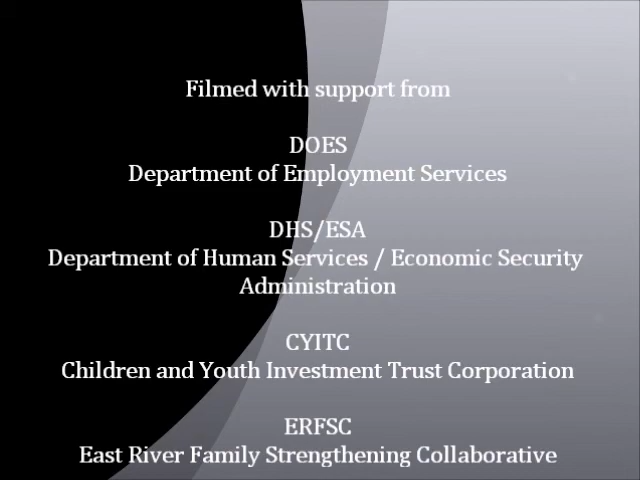 Filmed with support from
DOES
Department of Employment Services
DHS/ESA
Department of Human Services / Economic Security
Administration
CYITC
Children and Youth Investment Trust Corporation
ERFSC
East River Family Strengthening Collaborative